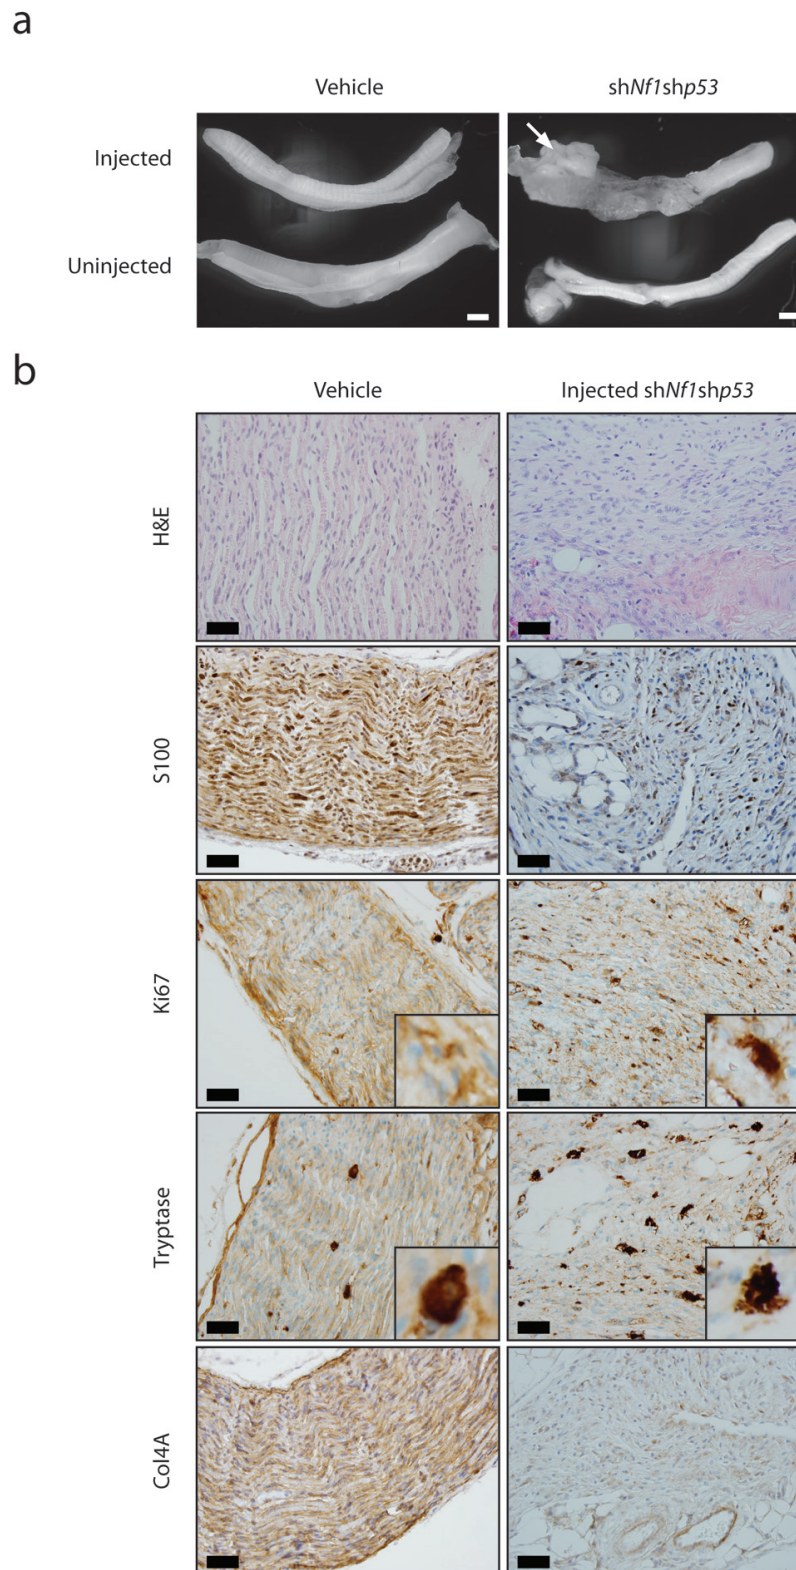 a
Vehicle
shNf1shp53
Injected
Uninjected
b
Vehicle
Injected shNf1shp53
H&E
S100
Ki67
Tryptase
Col4A